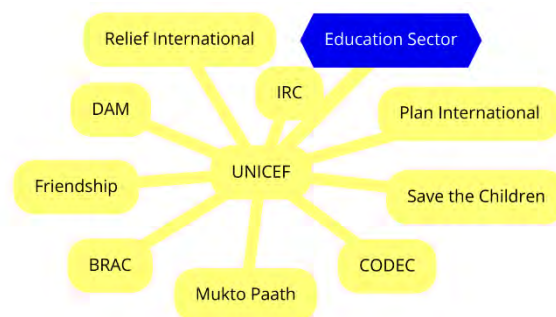 Relief International
Education Sector
IRC
DAM
Plan International
UNICEF
Friendship
Save the Children
BRAC
CODEC
Mukto Paath